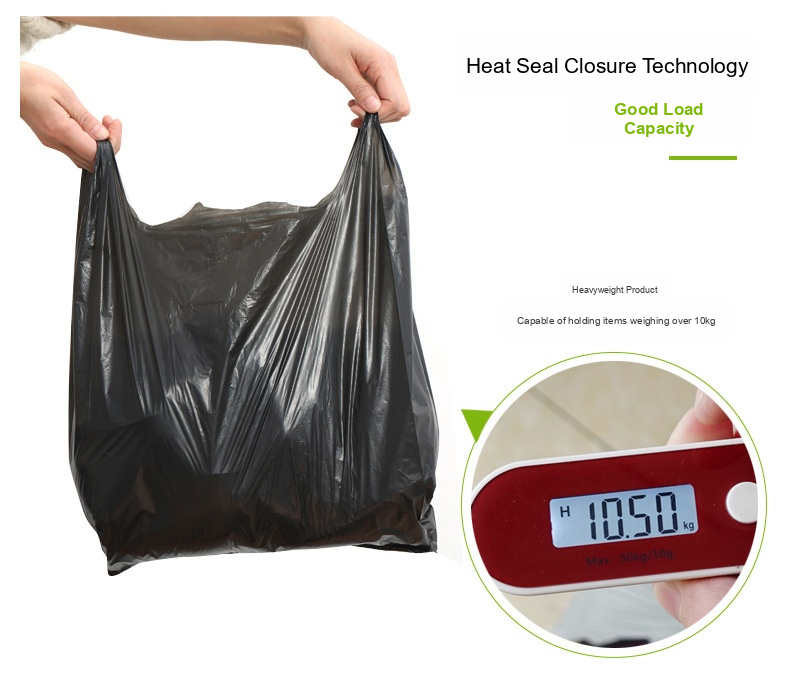 Heat Seal Closure Technology
Good Load
Capacity
Heavyweight Product
Capable of holding items weighing over 10kg
H 10.50 kg
Max 50kg/10g